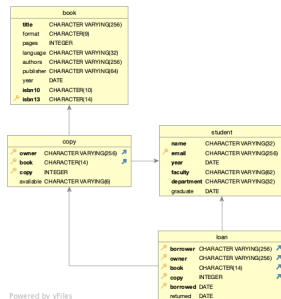 book
title CHARACTER VARYING(256)
format CHARACTER(9)
pages INTEGER
language CHARACTER VARYING(32)
authors CHARACTER VARYING(256)
publisher CHARACTER VARYING(64)
year DATE
isbn10 CHARACTER(10)
isbn13 CHARACTER(14)
copy
owner CHARACTER VARYING(256)
book CHARACTER(14)
copy INTEGER
available CHARACTER VARYING(6)
student
name CHARACTER VARYING(32)
email CHARACTER VARYING(256)
year DATE
faculty CHARACTER VARYING(62)
department CHARACTER VARYING(32)
graduate DATE
loan
borrower CHARACTER VARYING(256)
owner CHARACTER VARYING(256)
book CHARACTER(14)
copy INTEGER
borrowed DATE
returned DATE
Powered by yFiles